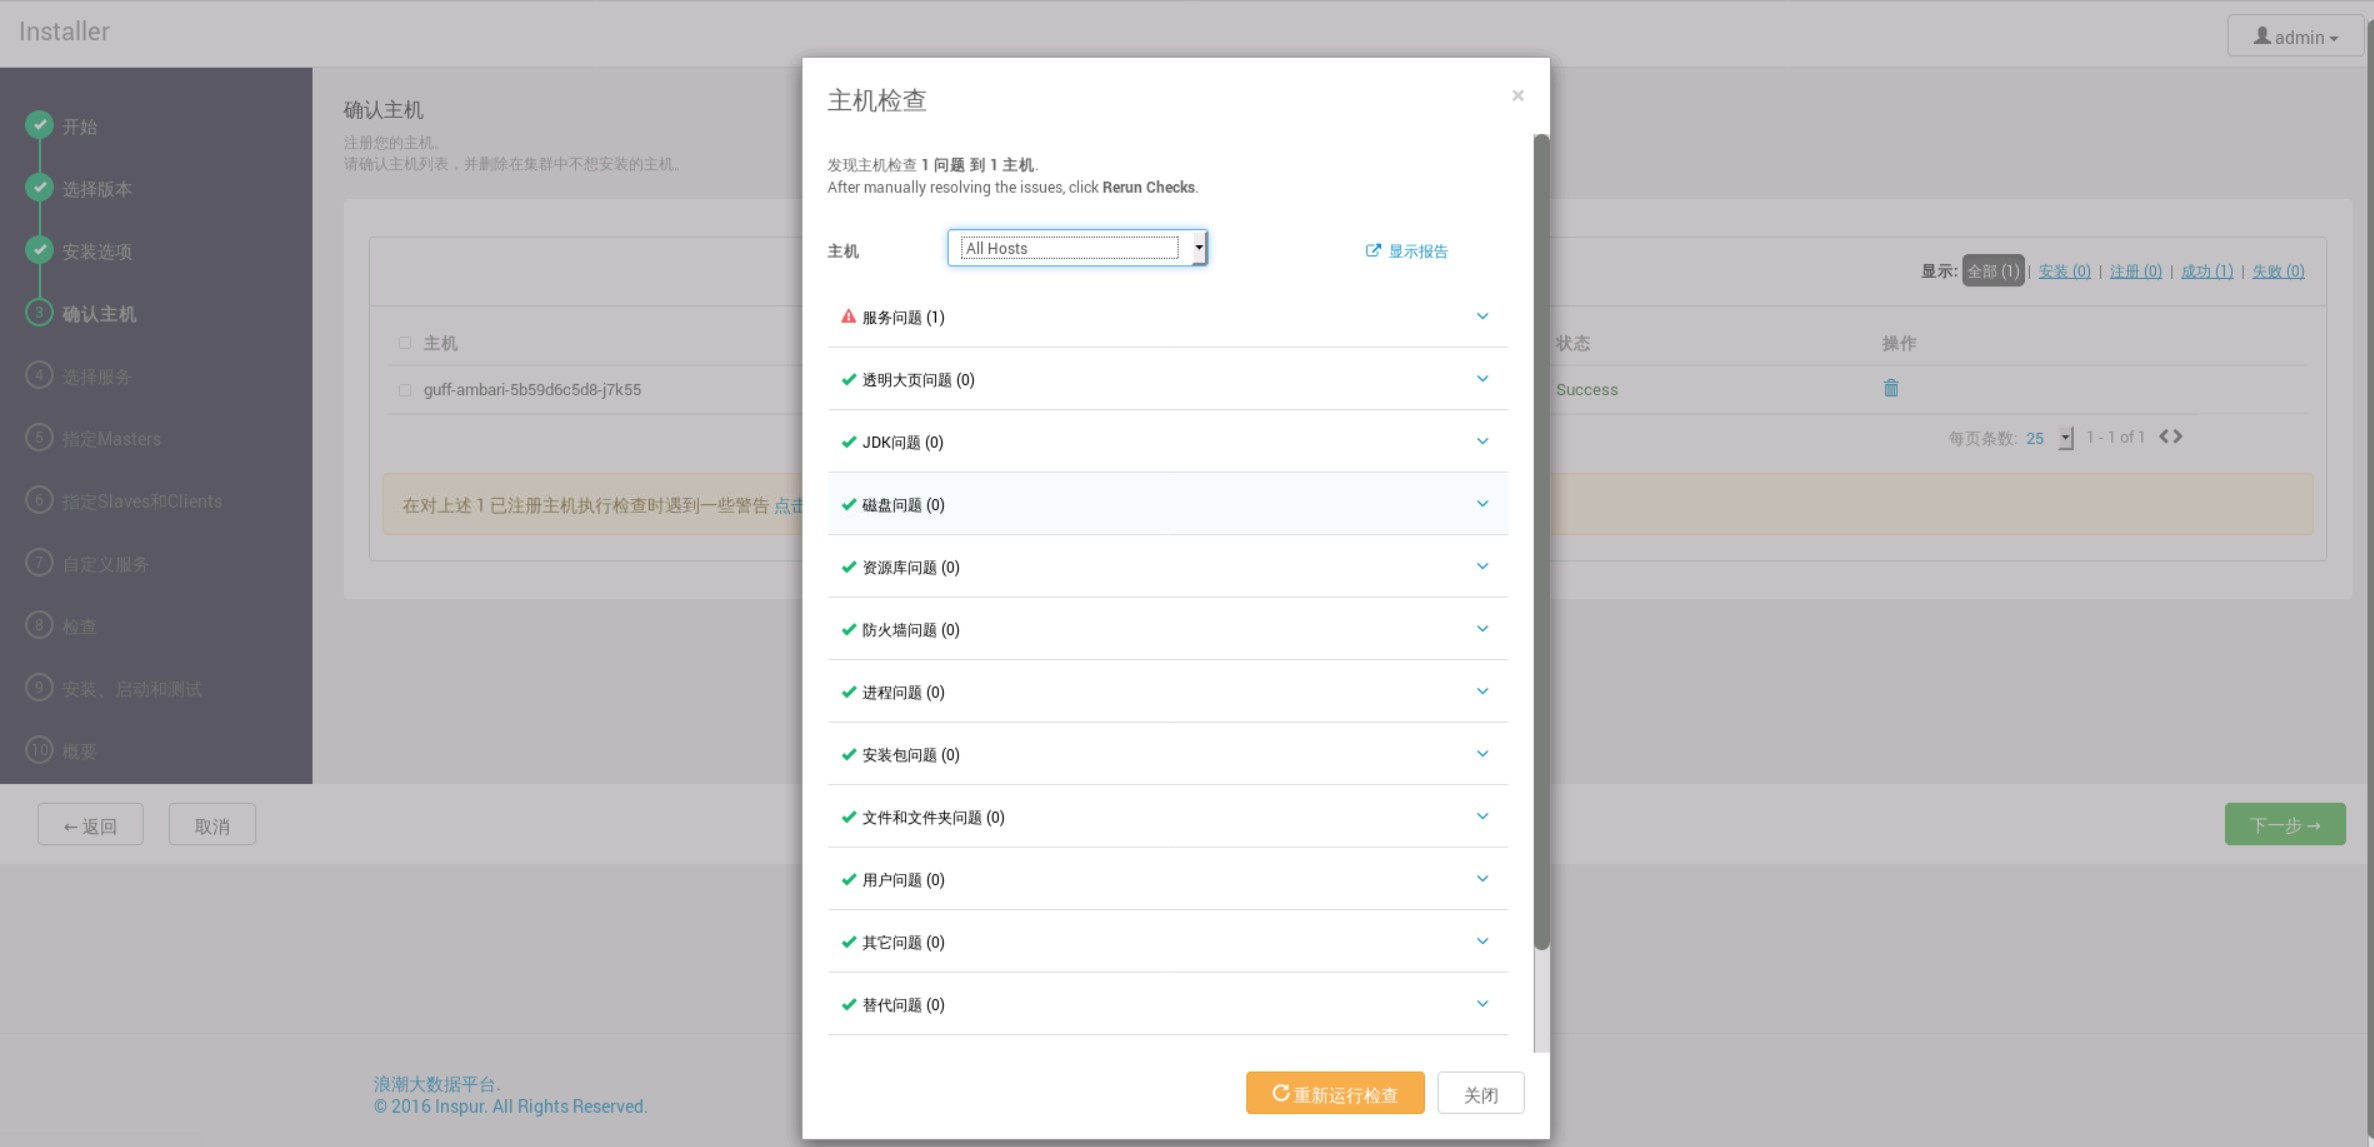 Installer
admin
开始
选择版本
安装选项
3 确认主机
4 选择服务
5 指定Masters
6 指定Slaves和Clients
7 自定义服务
8 检查
9 安装、启动和测试
10 概要
确认主机
注册您的主机。
请确认主机列表，并删除在集群中不想安装的主机。
显示: 全部 (1) | 安装 (0) | 注册 (0) | 成功 (1) | 失败 (0)
主机 状态 操作
guff-ambari-5b59d6c5d8-j7k55 Success
每页条数: 25 1 - 1 of 1
在对上述 1 已注册主机执行检查时遇到一些警告 点击
主机检查
×
发现主机检查 1 问题 到 1 主机.
After manually resolving the issues, click Rerun Checks.
主机 All Hosts 显示报告
服务问题 (1)
透明大页问题 (0)
JDK问题 (0)
磁盘问题 (0)
资源库问题 (0)
防火墙问题 (0)
进程问题 (0)
安装包问题 (0)
文件和文件夹问题 (0)
用户问题 (0)
其它问题 (0)
替代问题 (0)
重新运行检查 关闭
← 返回 取消 下一步 →
浪潮大数据平台.
© 2016 Inspur. All Rights Reserved.